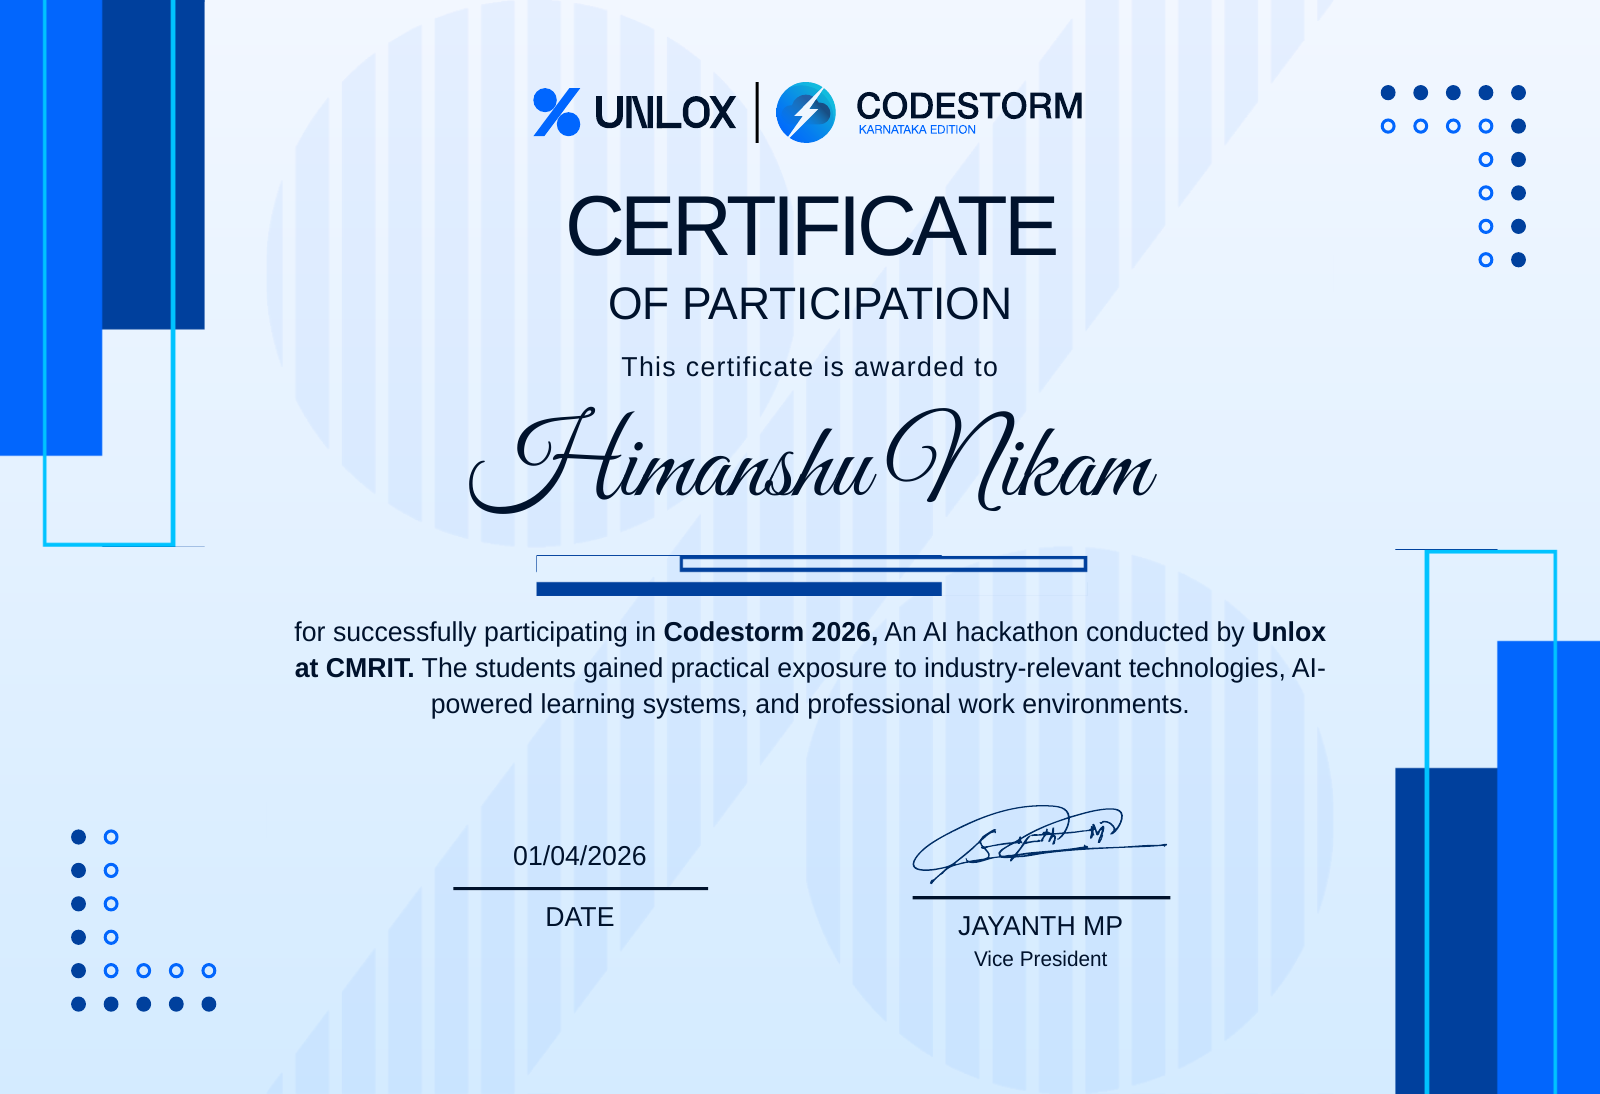 UNLOX
CODESTORM
KARNATAKA EDITION
CERTIFICATE
OF PARTICIPATION
This certificate is awarded to
Himanshu Nikam
for successfully participating in Codestorm 2026, An AI hackathon conducted by Unlox
at CMRIT. The students gained practical exposure to industry-relevant technologies, AI-
powered learning systems, and professional work environments.
01/04/2026
DATE
JAYANTH MP
Vice President